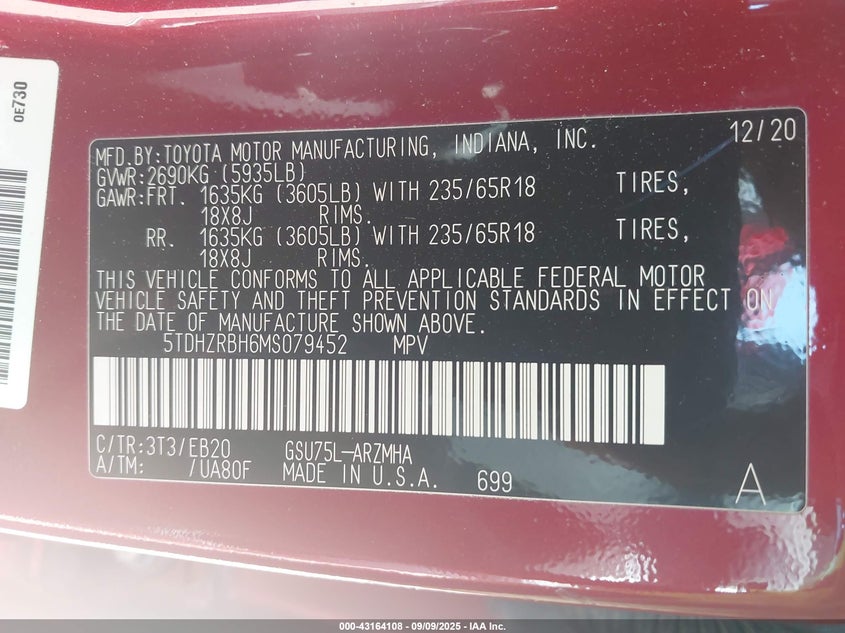 0E730
12/20
MFD.BY:TOYOTA MOTOR MANUFACTURING, INDIANA, INC.
GVWR:2690KG (5935LB)
GAWR:FRT. 1635KG (3605LB) WITH 235/65R18 TIRES,
18X8J RIMS.
RR. 1635KG (3605LB) WITH 235/65R18 TIRES,
18X8J RIMS.
THIS VEHICLE CONFORMS TO ALL APPLICABLE FEDERAL MOTOR
VEHICLE SAFETY AND THEFT PREVENTION STANDARDS IN EFFECT ON
THE DATE OF MANUFACTURE SHOWN ABOVE.
5TDHZRBH6MS079452 MPV
C/TR:3T3/EB20 GSU75L-ARZMHA
A/TM: /UA80F MADE IN U.S.A. 699
A
000-43164108 - 09/09/2025 - IAA Inc.